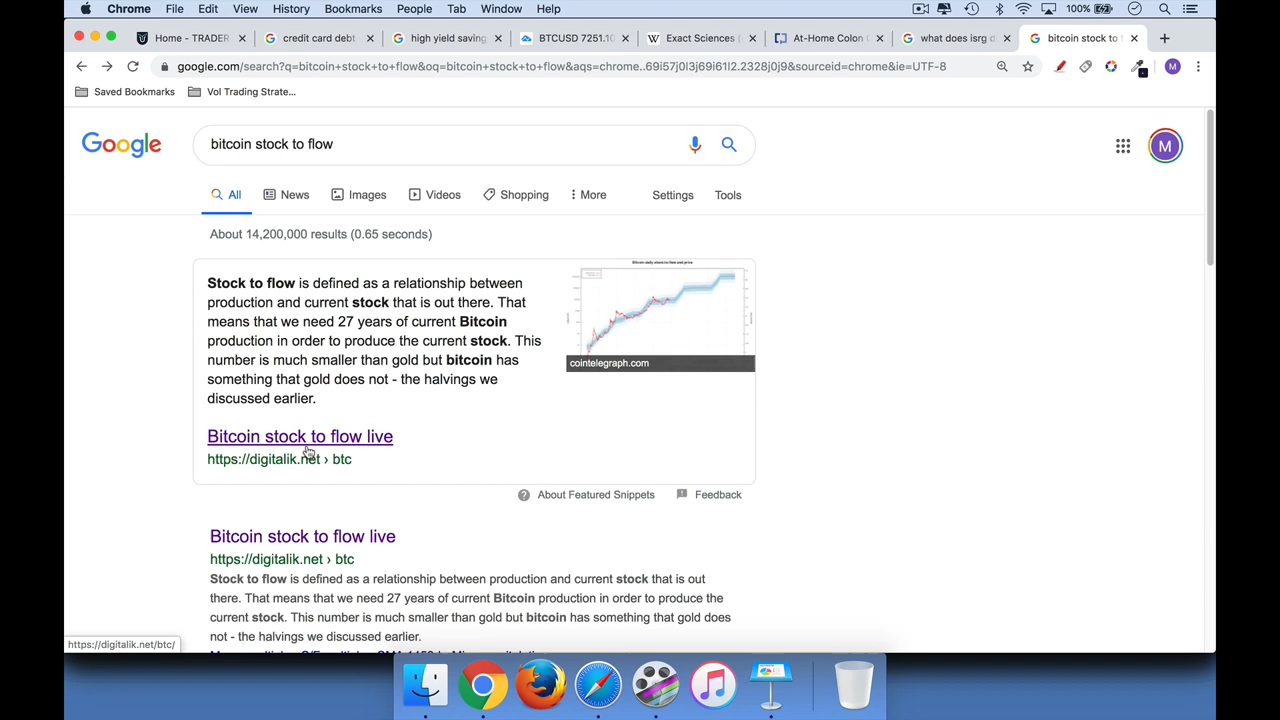 Chrome File Edit View History Bookmarks People Tab Window Help 100%
Home - TRADER credit card debt high yield saving BTCUSD 7251.10 Exact Sciences ( At-Home Colon C what does isrg d bitcoin stock to f
google.com/search?q=bitcoin+stock+to+flow&oq=bitcoin+stock+to+flow&aqs=chrome..69i57j0l3j69i61l2.2328j0j9&sourceid=chrome&ie=UTF-8
M
Saved Bookmarks Vol Trading Strate...
Google
bitcoin stock to flow
M
All News Images Videos Shopping More Settings Tools
About 14,200,000 results (0.65 seconds)
Stock to flow is defined as a relationship between
production and current stock that is out there. That
means that we need 27 years of current Bitcoin
production in order to produce the current stock. This
number is much smaller than gold but bitcoin has
something that gold does not - the halvings we
discussed earlier.
Bitcoin daily stock-to-flow and price
cointelegraph.com
Bitcoin stock to flow live
https://digitalik.net › btc
About Featured Snippets Feedback
Bitcoin stock to flow live
https://digitalik.net › btc
Stock to flow is defined as a relationship between production and current stock that is out
there. That means that we need 27 years of current Bitcoin production in order to produce the
current stock. This number is much smaller than gold but bitcoin has something that gold does
not - the halvings we discussed earlier.
https://digitalik.net/btc/